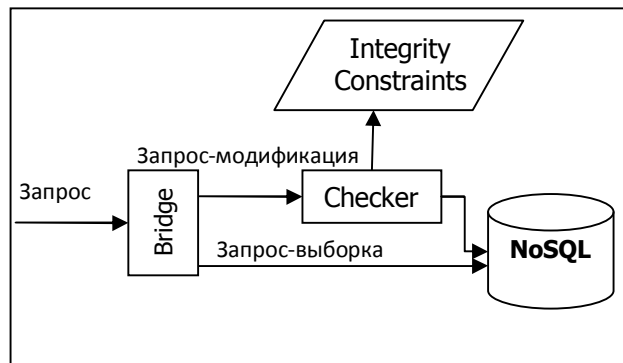 Integrity
Constraints
Запрос-модификация
Запрос
Bridge
Checker
Запрос-выборка
NoSQL